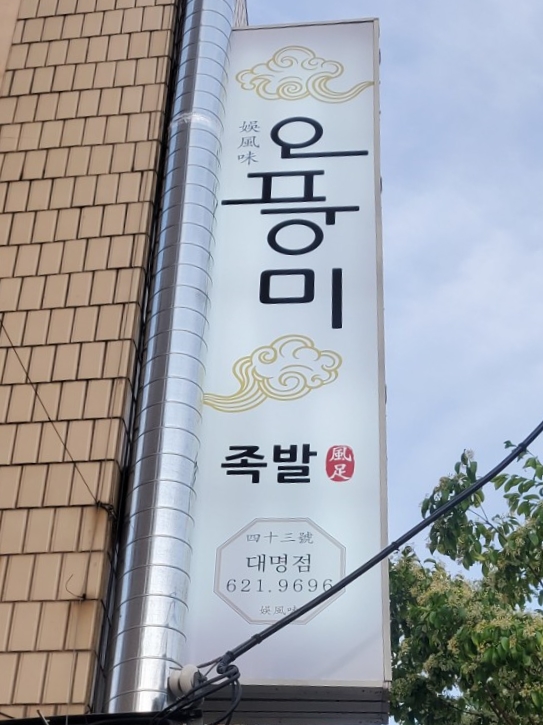 娛風味
오풍미
족발
風足
四十三號
대명점
621.9696
娛風味